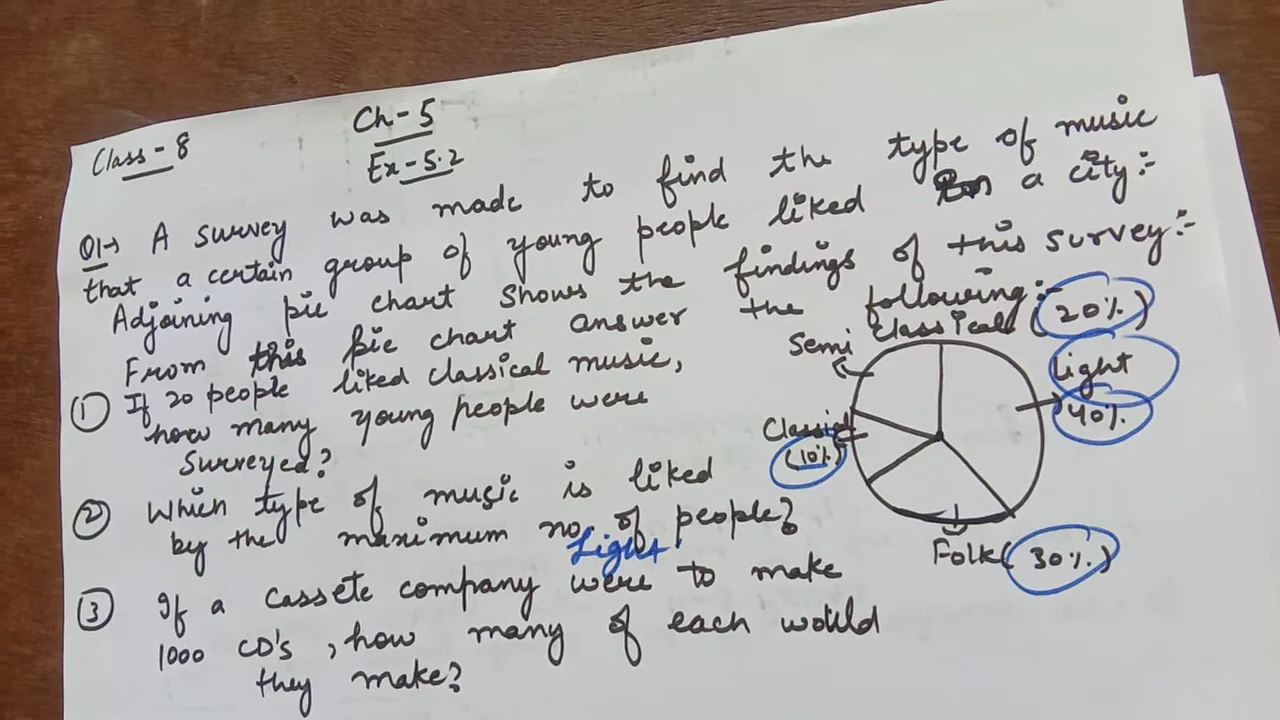 Class - 8
Ch - 5
Ex - 5.2
Q1→ A survey was made to find the type of music
that a certain group of young people liked in a city:-
Adjoining pie chart shows the findings of this survey:-
From this pie chart answer the following:-
① If 20 people liked classical music,
how many young people were
surveyed?
② Which type of music is liked
by the maximum no. of people?
Light
③ If a cassete company were to make
1000 CD's, how many of each would
they make?
Semi classical (20%)
Light
40%
Classical
(10%)
Folk (30%)